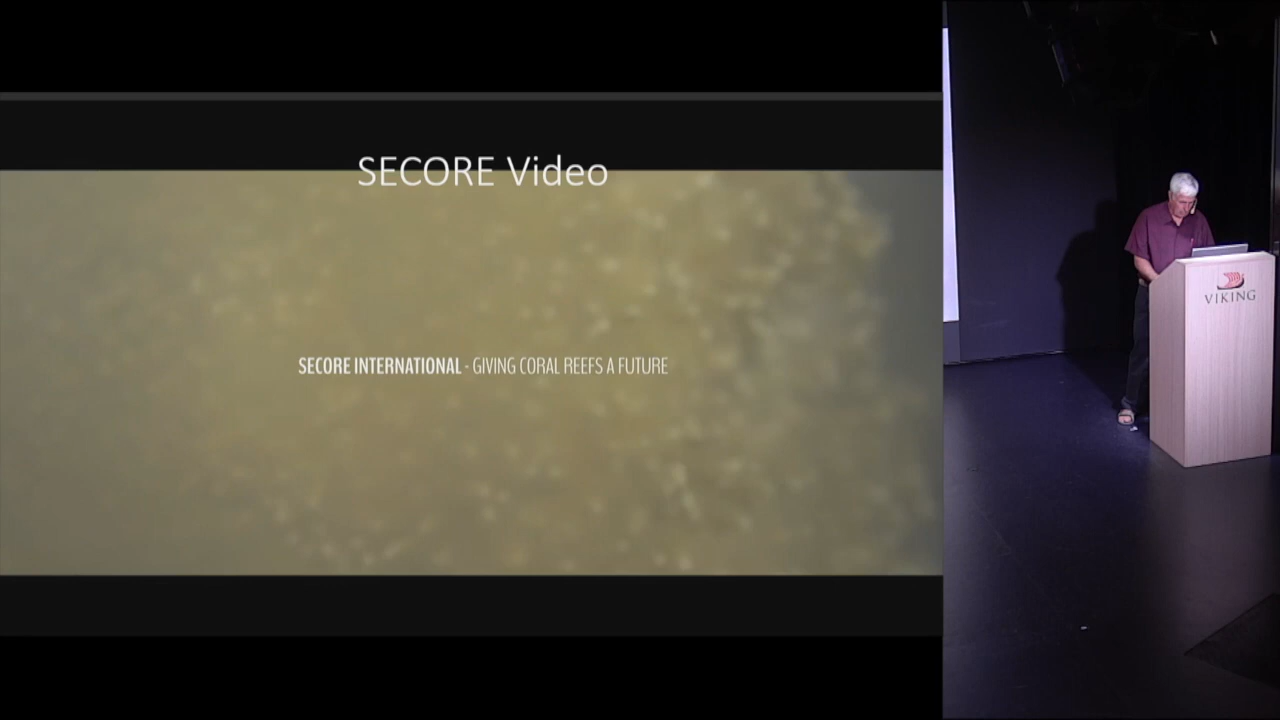 SECORE Video
SECORE INTERNATIONAL - GIVING CORAL REEFS A FUTURE
VIKING